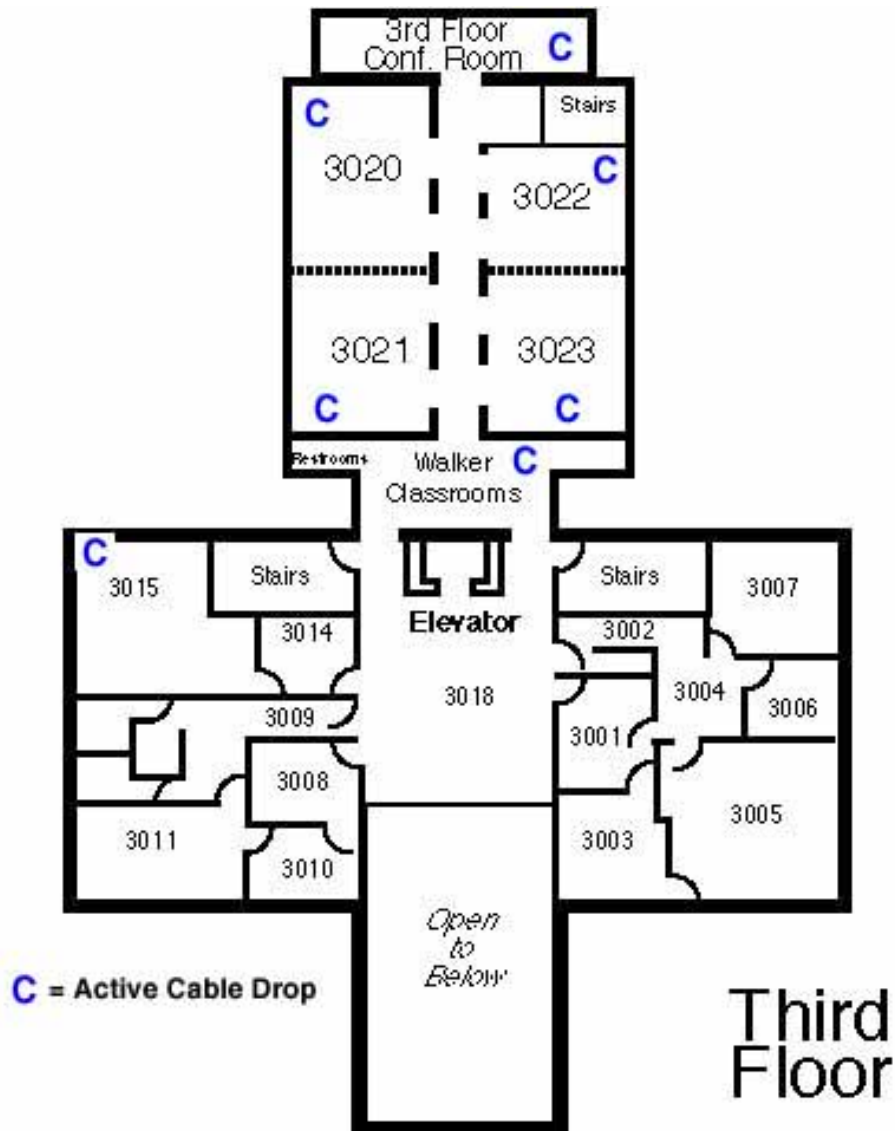 3rd Floor
Conf. Room
C
C
Stairs
3020
C
3022
3021
3023
C
C
Restrooms
Walker
Classrooms
C
C
3015
Stairs
Stairs
3007
3014
Elevator
3002
3009
3018
3004
3006
3001
3008
3005
3011
3003
3010
Open
to
Below
C = Active Cable Drop
Third
Floor